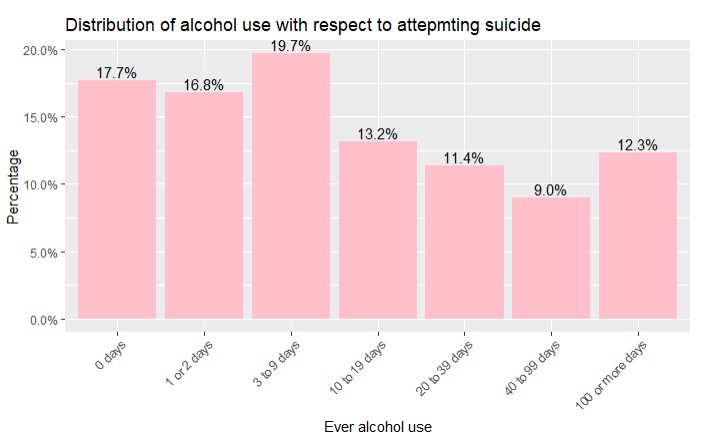 Distribution of alcohol use with respect to attepmting suicide
20.0%
15.0%
10.0%
5.0%
0.0%
Percentage
17.7%
16.8%
19.7%
13.2%
11.4%
9.0%
12.3%
0 days
1 or 2 days
3 to 9 days
10 to 19 days
20 to 39 days
40 to 99 days
100 or more days
Ever alcohol use